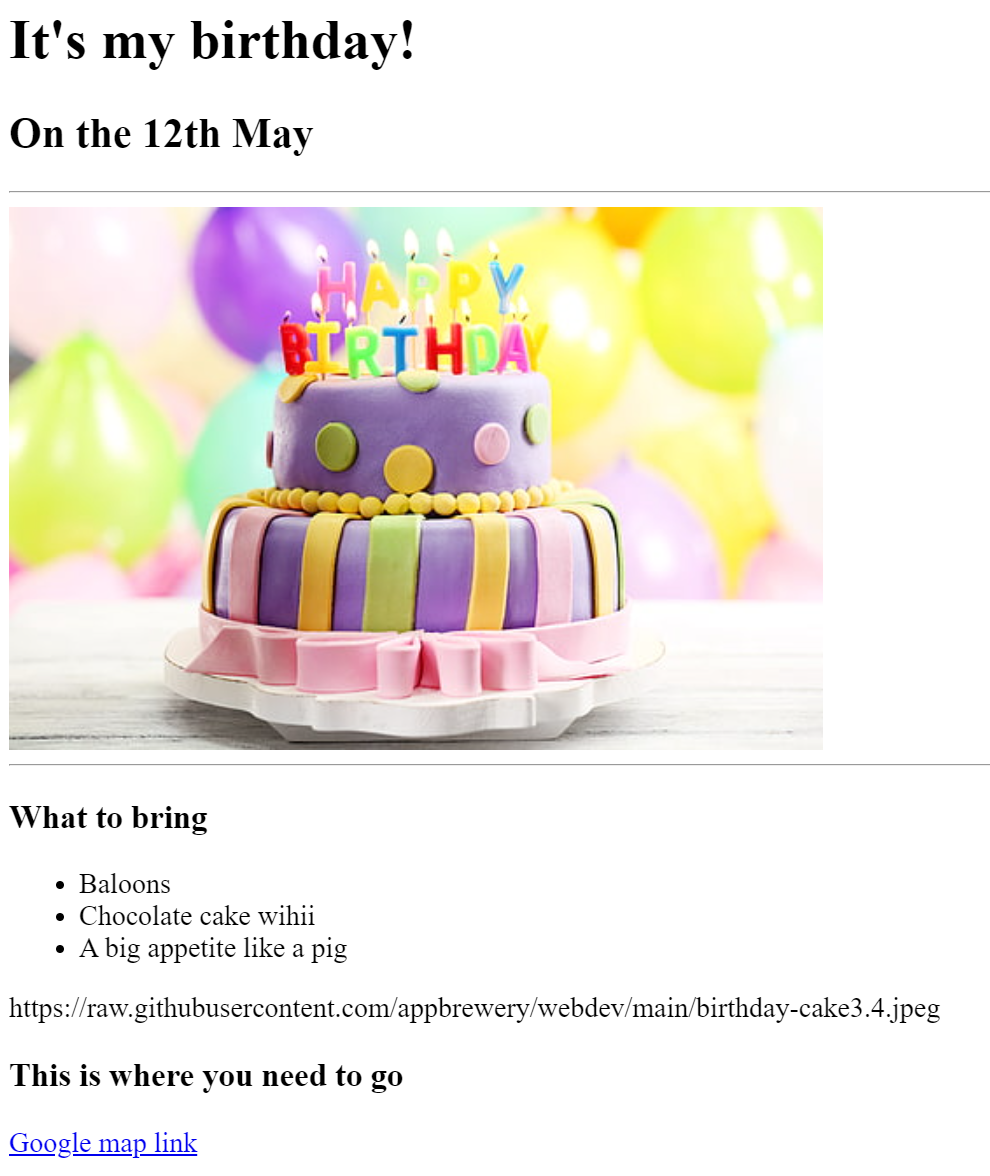 It's my birthday!
On the 12th May
HAPPY
BIRTHDAY
What to bring
Baloons
Chocolate cake wihii
A big appetite like a pig
https://raw.githubusercontent.com/appbrewery/webdev/main/birthday-cake3.4.jpeg
This is where you need to go
Google map link